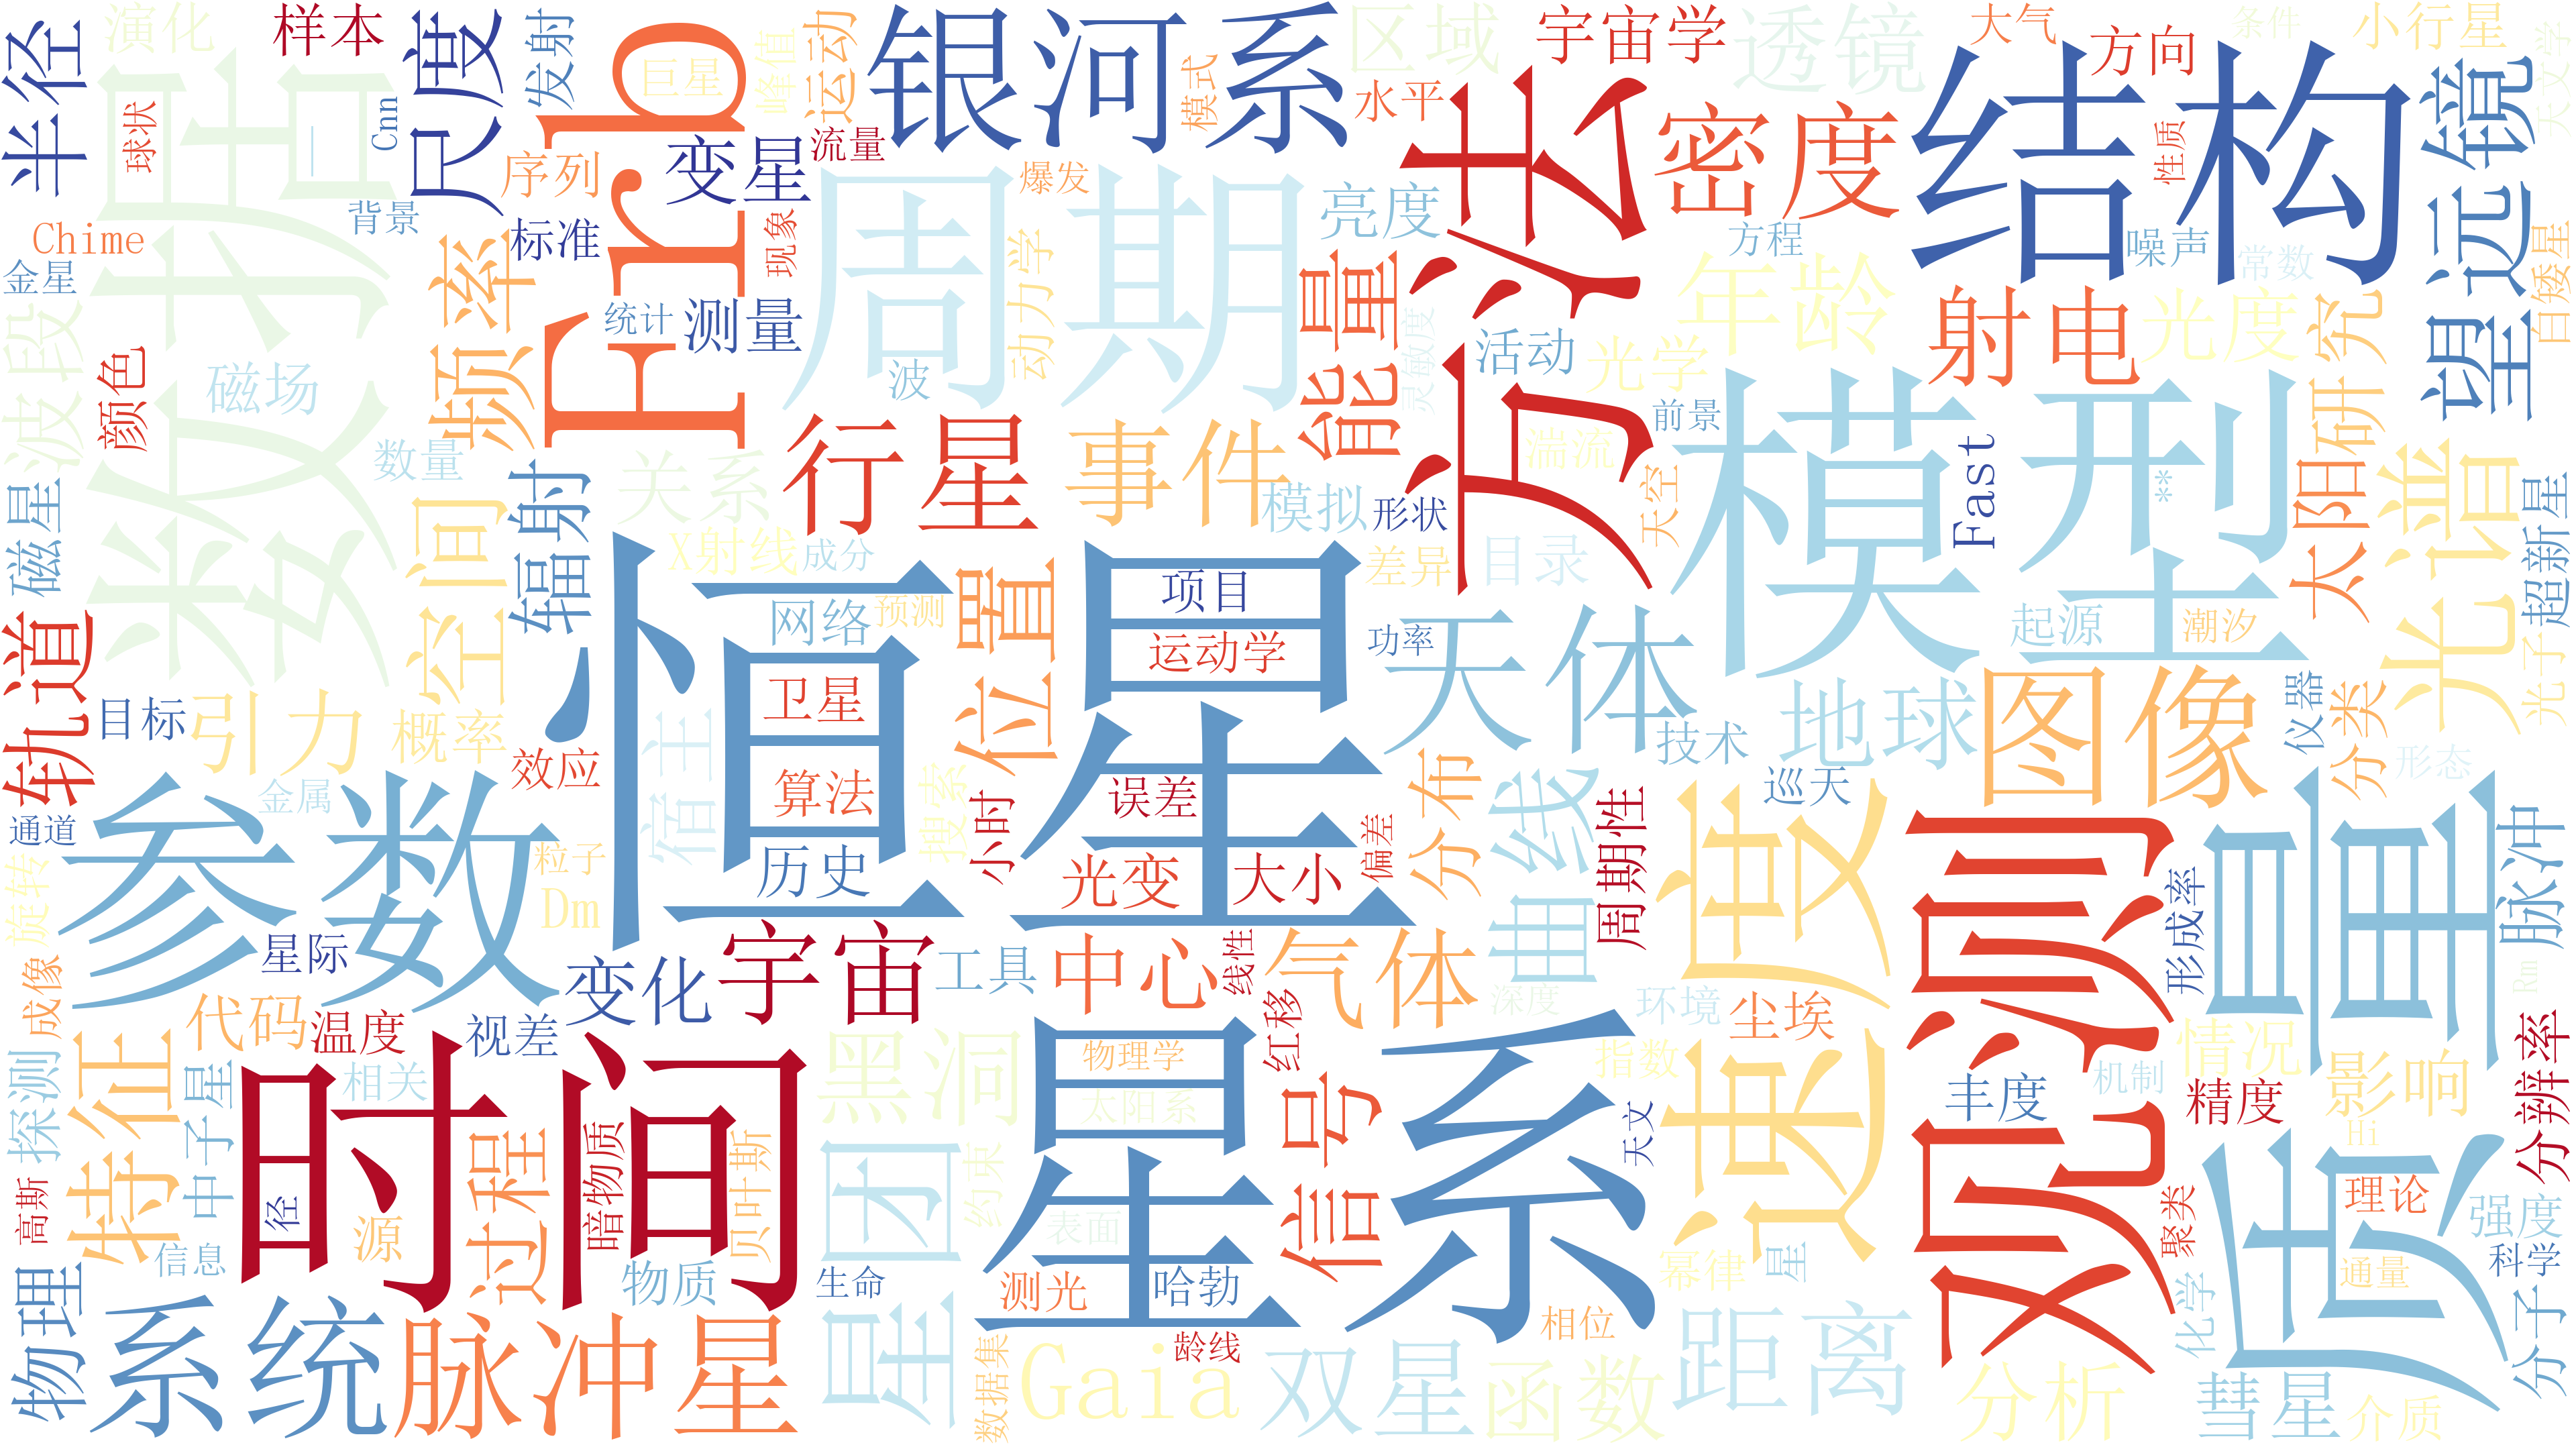 演化
样本
半径
尺度
发射
巨星
峰值
运动
银河系
模式
区域
水平
宇宙学
透镜
大气
方向
条件
小行星
天文学
望远镜
数据
球状
Cnn
序列
Frb
变星
流量
爆发
周期
亮度
方法
密度
方程
结构
性质
噪声
常数
白矮星
Chime
背景
标准
现象
动力学
金星
波段
颜色
磁场
频率
统计
测量
波
能量
灵敏度
活动
光学
年龄
射电
光度
研究
前景
数量
关系
行星
事件
模拟
形状
湍流
天空
模型
Fast
**
太阳
光谱
超新星
磁星
空间
辐射
X射线
成分
差异
目录
恒星
网络
预测
位置
项目
运动学
功率
天体
起源
潮汐
轨道
目标
引力
概率
效应
宿主
卫星
算法
搜索
误差
分布
技术
地球
图像
仪器
分类
形态
光子
金属
通道
参数
粒子
Dm
历史
小时
光变
大小
偏差
曲线
周期性
巡天
速度
观测
质量
脉冲
旋转
星际
成像
代码
温度
视差
变化
宇宙
工具
中心
线性
气体
红移
深度
环境
尘埃
形成率
Rm
情况
分辨率
探测
特征
中子星
相关
时间
过程
暗物质
贝叶斯
黑洞
约束
物理学
太阳系
星系
信号
天文
指数
丰度
机制
精度
影响
Hi
高斯
径
源
信息
物质
生命
星团
表面
测光
哈勃
幂律
星
聚类
理论
强度
通量
科学
物理
系统
脉冲星
数据集
Gaia
龄线
双星
相位
函数
距离
分析
化学
彗星
介质
分子